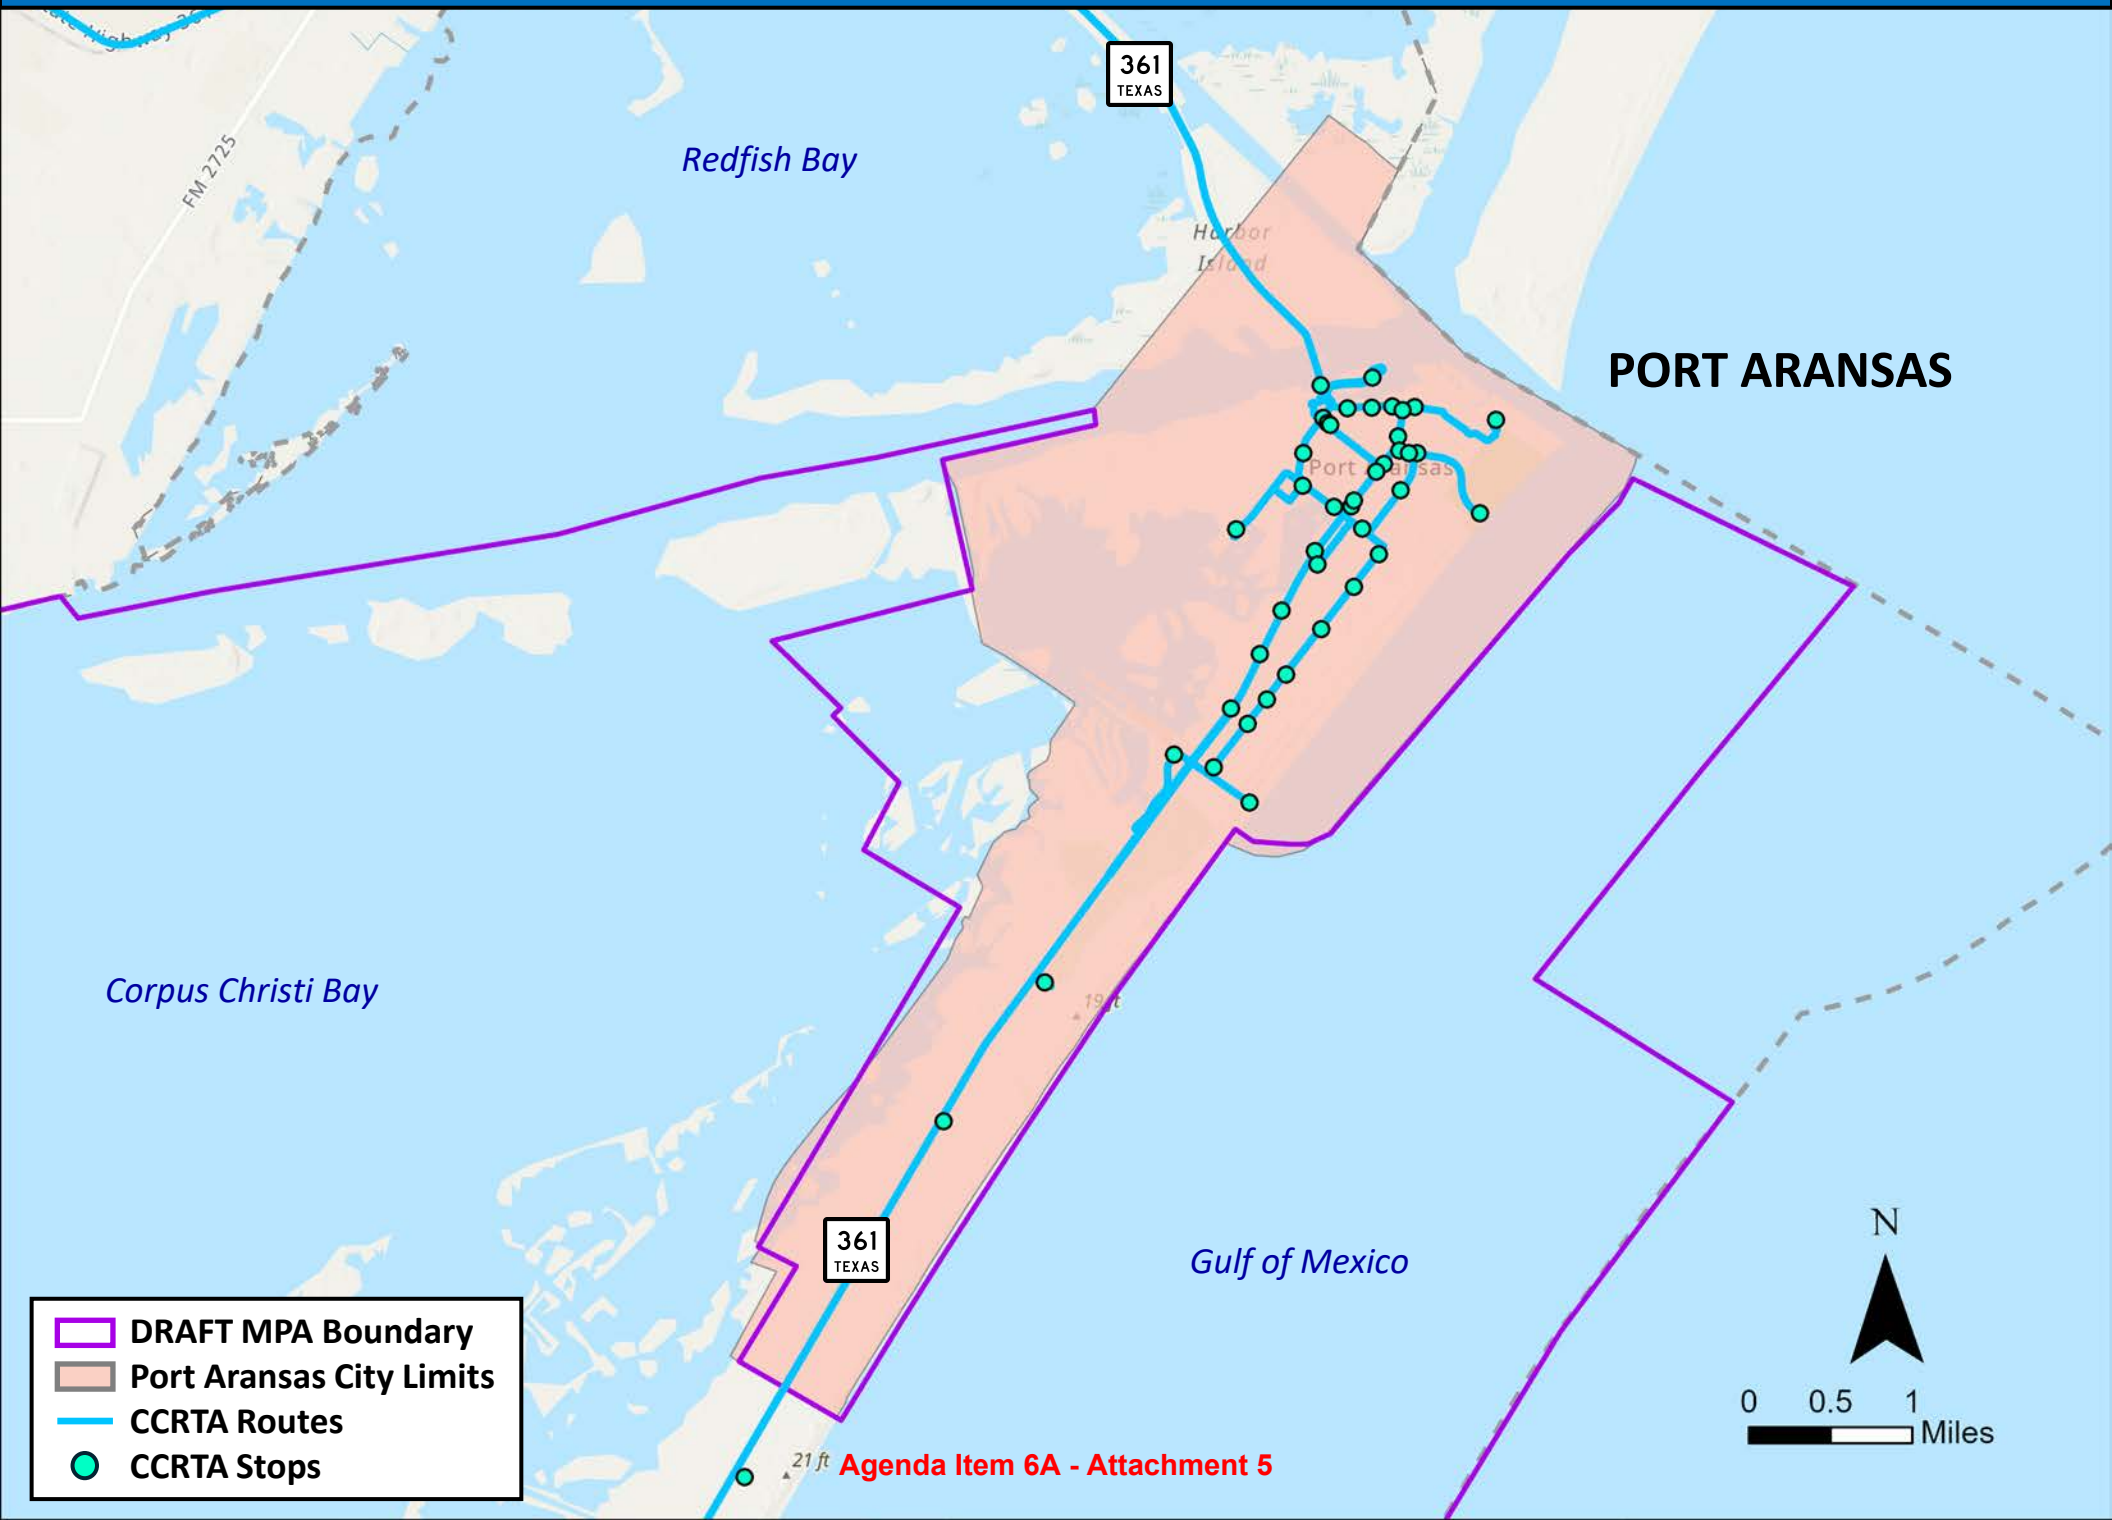 361
TEXAS
FM 2725
Redfish Bay
Harbor
Island
PORT ARANSAS
Port Aransas
Corpus Christi Bay
19 ft
361
TEXAS
Gulf of Mexico
N
DRAFT MPA Boundary
Port Aransas City Limits
CCRTA Routes
CCRTA Stops
0 0.5 1
Miles
21 ft
Agenda Item 6A - Attachment 5